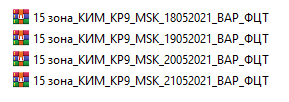 15 зона_КИМ_КР9_MSK_18052021_ВАР_ФЦТ
15 зона_КИМ_КР9_MSK_19052021_ВАР_ФЦТ
15 зона_КИМ_КР9_MSK_20052021_ВАР_ФЦТ
15 зона_КИМ_КР9_MSK_21052021_ВАР_ФЦТ